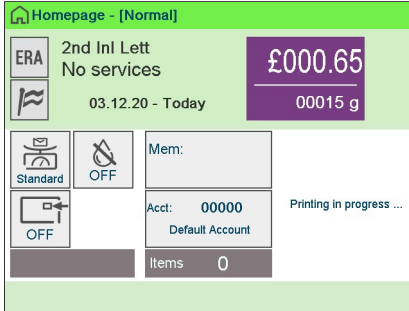 Homepage - [Normal]
ERA
2nd Inl Lett
No services
£000.65
03.12.20 - Today
00015 g
Standard
OFF
Mem:
OFF
Acct: 00000
Default Account
Printing in progress ...
Items 0